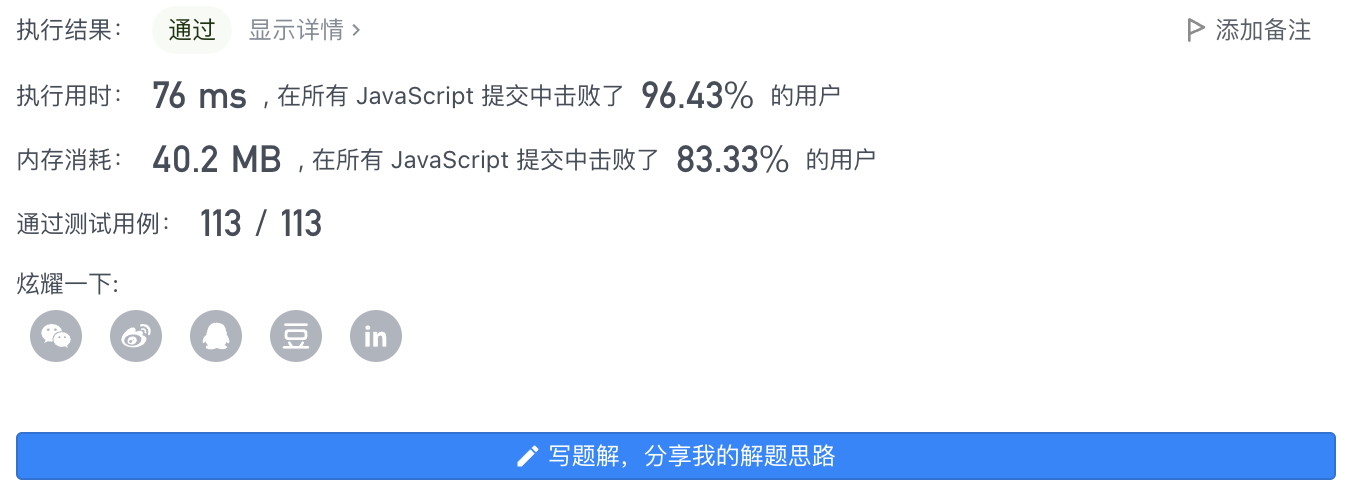 执行结果： 通过 显示详情 > 添加备注
执行用时： 76 ms , 在所有 JavaScript 提交中击败了 96.43% 的用户
内存消耗： 40.2 MB , 在所有 JavaScript 提交中击败了 83.33% 的用户
通过测试用例： 113 / 113
炫耀一下:
豆 in
写题解，分享我的解题思路